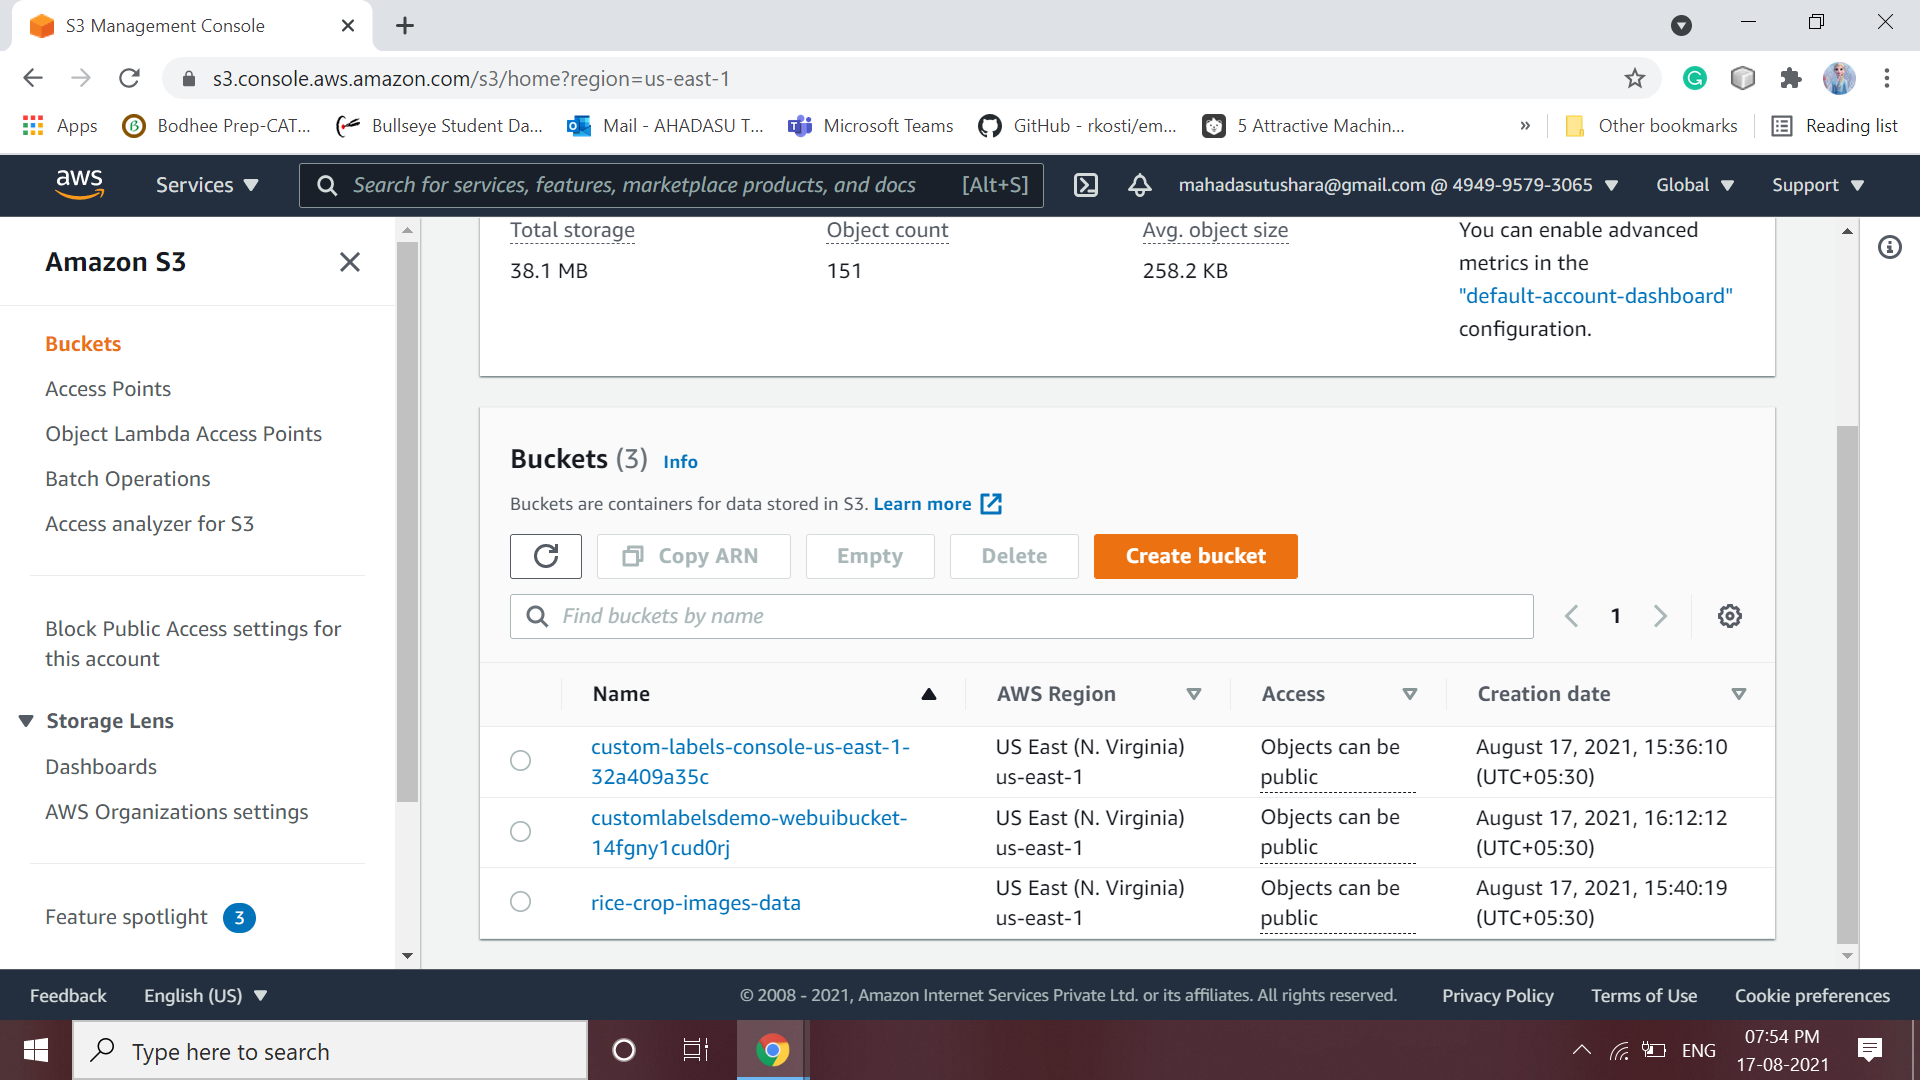 S3 Management Console
s3.console.aws.amazon.com/s3/home?region=us-east-1
Apps
Bodhee Prep-CAT...
Bullseye Student Da...
Mail - AHADASU T...
Microsoft Teams
GitHub - rkosti/em...
5 Attractive Machin...
»
Other bookmarks
Reading list
aws
Services
Search for services, features, marketplace products, and docs
[Alt+S]
mahadasutushara@gmail.com @ 4949-9579-3065
Global
Support
Amazon S3
Buckets
Access Points
Object Lambda Access Points
Batch Operations
Access analyzer for S3
Block Public Access settings for
this account
Storage Lens
Dashboards
AWS Organizations settings
Feature spotlight 3
Total storage
38.1 MB
Object count
151
Avg. object size
258.2 KB
You can enable advanced
metrics in the
"default-account-dashboard"
configuration.
Buckets (3) Info
Buckets are containers for data stored in S3. Learn more
Copy ARN
Empty
Delete
Create bucket
Find buckets by name
1
Name
AWS Region
Access
Creation date
custom-labels-console-us-east-1-
32a409a35c
US East (N. Virginia)
us-east-1
Objects can be
public
August 17, 2021, 15:36:10
(UTC+05:30)
customlabelsdemo-webuibucket-
14fgny1cud0rj
US East (N. Virginia)
us-east-1
Objects can be
public
August 17, 2021, 16:12:12
(UTC+05:30)
rice-crop-images-data
US East (N. Virginia)
us-east-1
Objects can be
public
August 17, 2021, 15:40:19
(UTC+05:30)
Feedback
English (US)
© 2008 - 2021, Amazon Internet Services Private Ltd. or its affiliates. All rights reserved.
Privacy Policy
Terms of Use
Cookie preferences
Type here to search
ENG
07:54 PM
17-08-2021